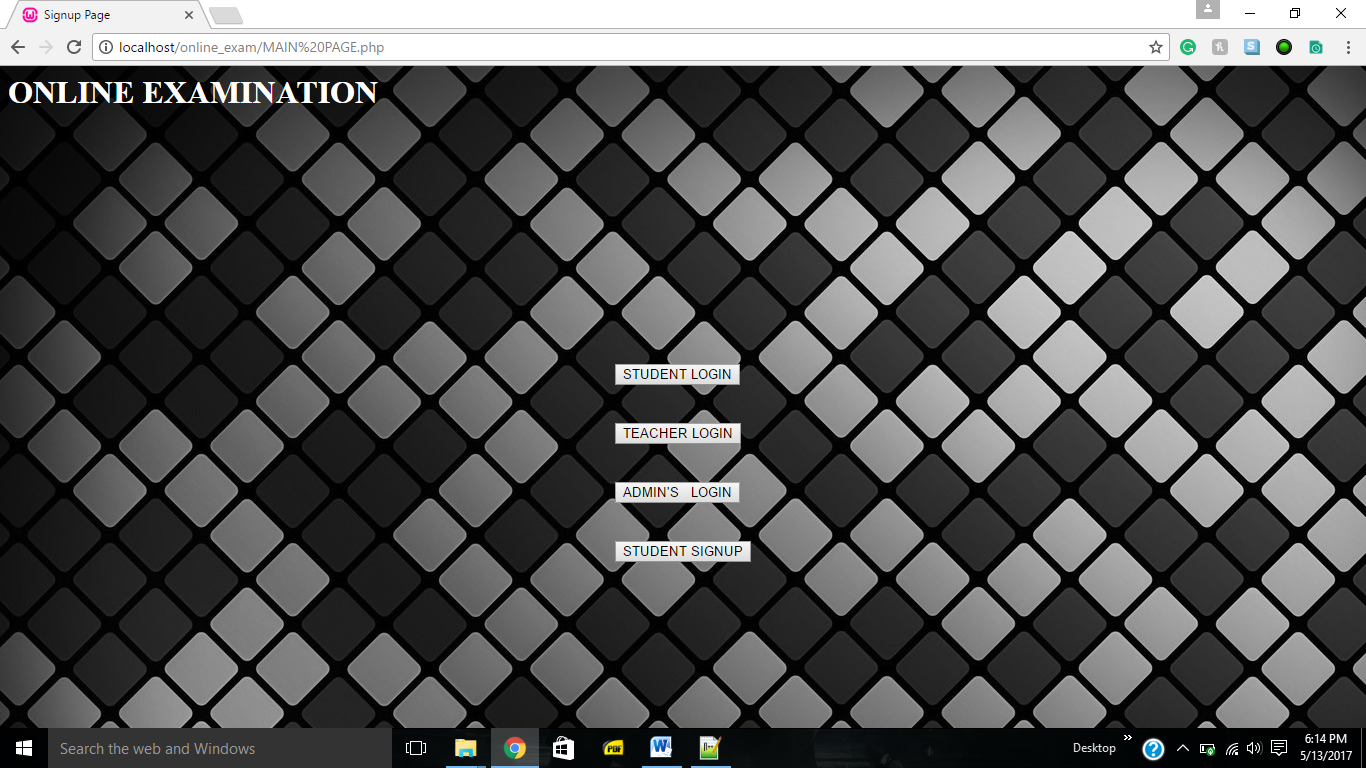 Signup Page
localhost/online_exam/MAIN%20PAGE.php
ONLINE EXAMINATION
STUDENT LOGIN
TEACHER LOGIN
ADMIN'S   LOGIN
STUDENT SIGNUP
Search the web and Windows
PDF
W
Desktop
6:14 PM
5/13/2017